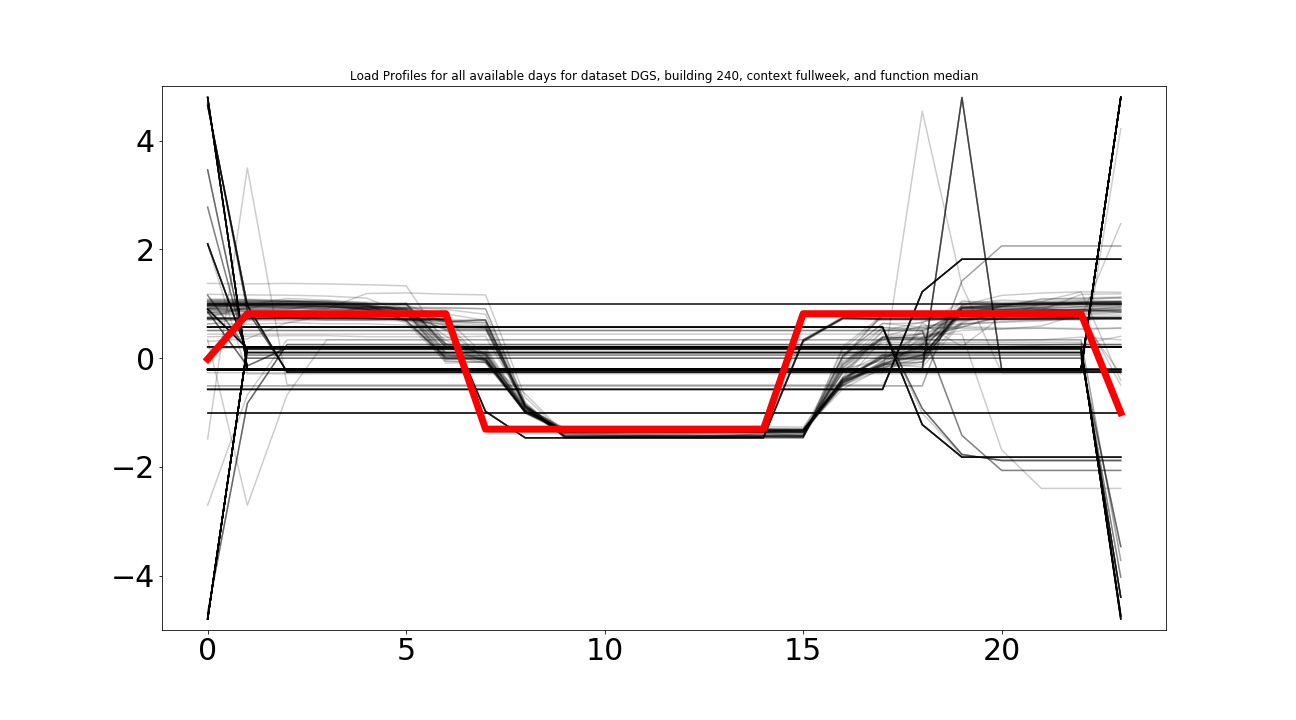 Load Profiles for all available days for dataset DGS, building 240, context fullweek, and function median
4
2
0
−2
−4
0 5 10 15 20